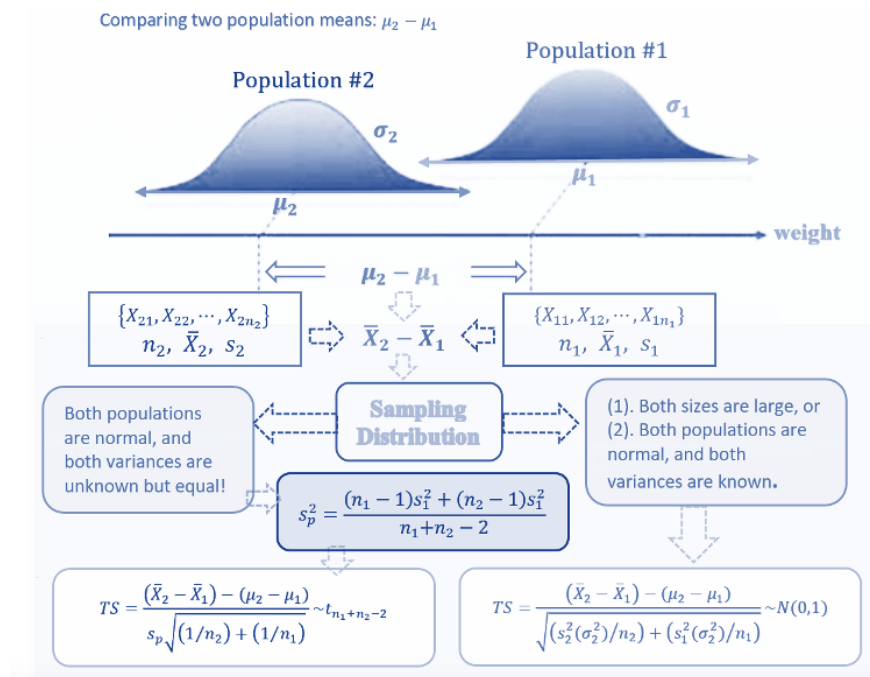 Comparing two population means: μ₂ − μ₁
Population #1
Population #2
σ₁
σ₂
μ₁
μ₂
weight
μ₂ − μ₁
{X₂₁, X₂₂, ⋯, X₂ₙ₂}
n₂, X̄₂, s₂
X̄₂ − X̄₁
{X₁₁, X₁₂, ⋯, X₁ₙ₁}
n₁, X̄₁, s₁
Sampling
Distribution
Both populations
are normal, and
both variances are
unknown but equal!
(1). Both sizes are large, or
(2). Both populations are
normal, and both
variances are known.
s²ₚ = ((n₁ − 1)s₁² + (n₂ − 1)s₁²) / (n₁+n₂ − 2)
TS = ((X̄₂ − X̄₁) − (μ₂ − μ₁)) / (sₚ√((1/n₂) + (1/n₁))) ~tₙ₁₊ₙ₂₋₂
TS = ((X̄₂ − X̄₁) − (μ₂ − μ₁)) / √((s₂²(σ₂²)/n₂) + (s₁²(σ₂²)/n₁)) ~N(0,1)